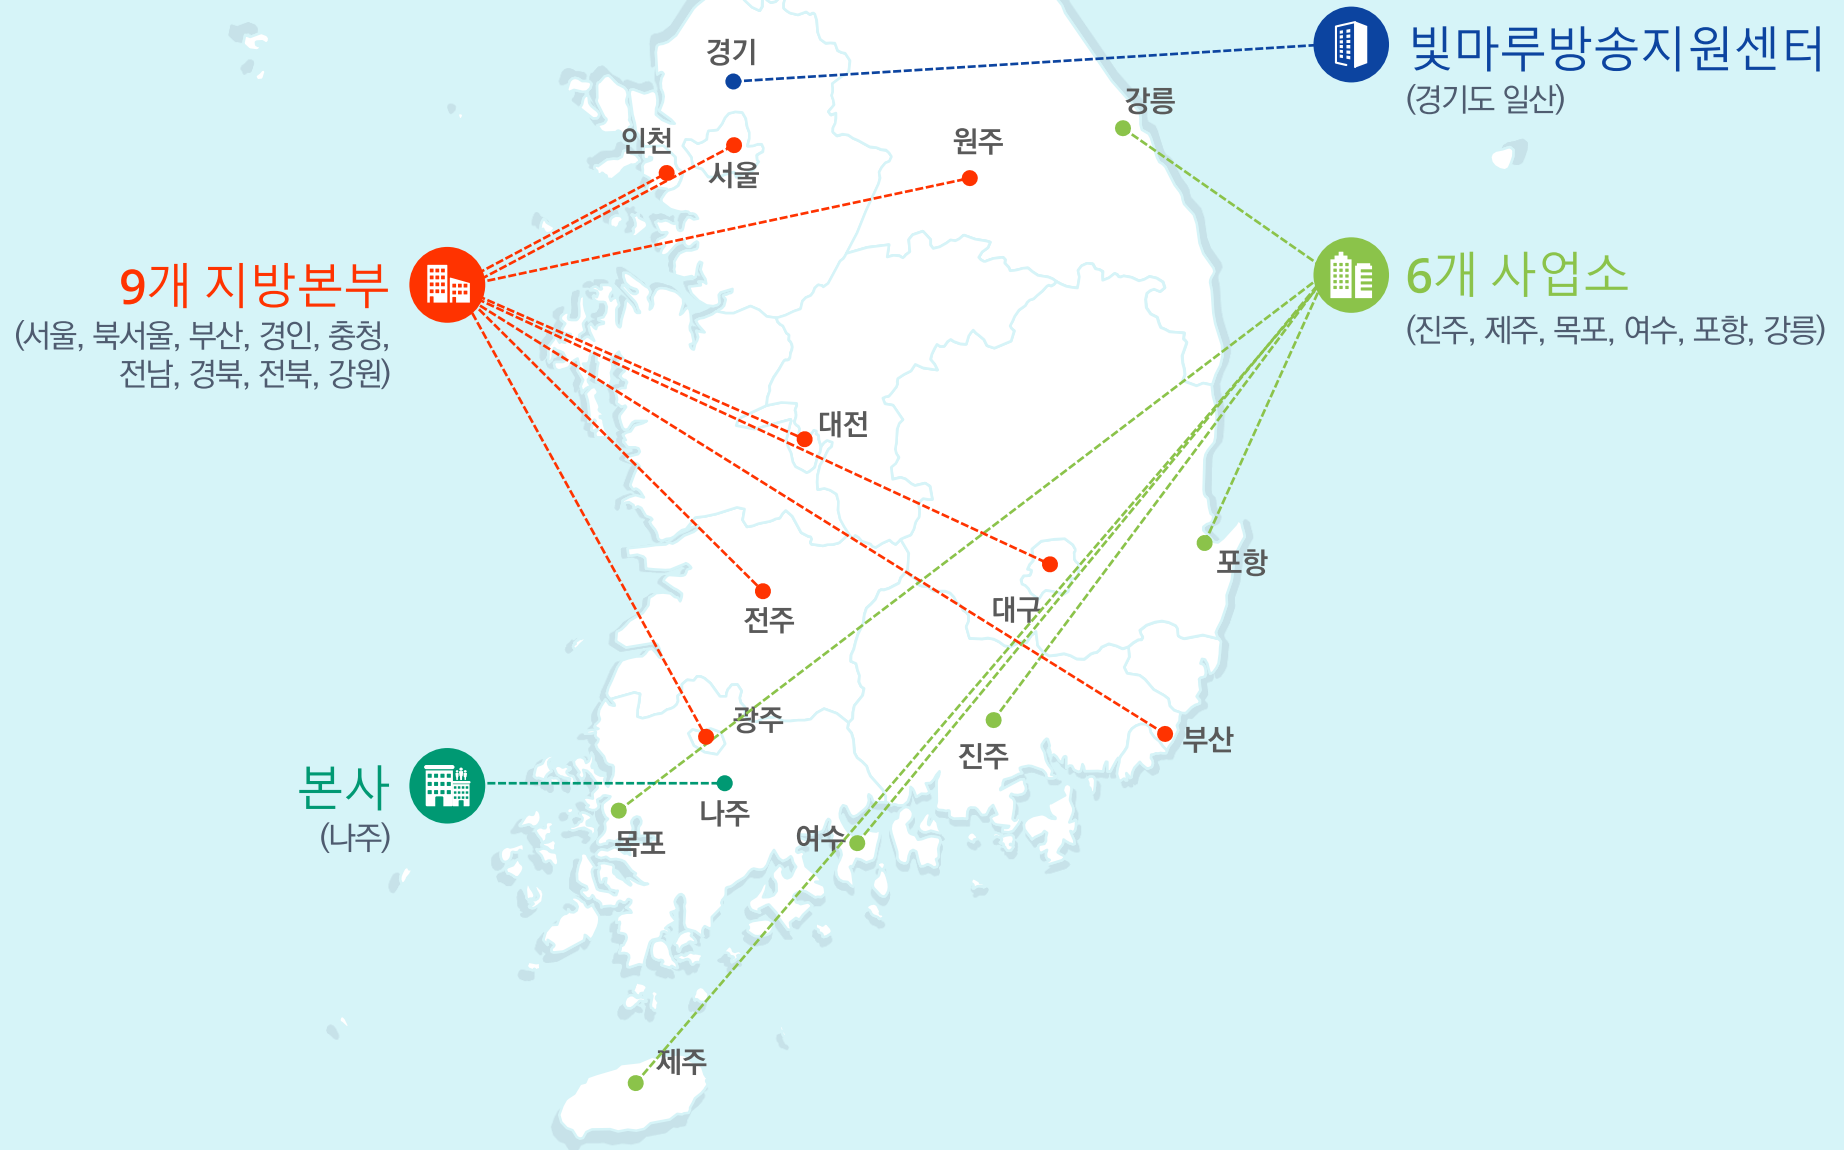 빛마루방송지원센터
(경기도 일산)
경기
강릉
인천
서울
원주
9개 지방본부
(서울, 북서울, 부산, 경인, 충청,
전남, 경북, 전북, 강원)
6개 사업소
(진주, 제주, 목포, 여수, 포항, 강릉)
대전
포항
대구
전주
광주
진주
부산
본사
(나주)
나주
목포
여수
제주